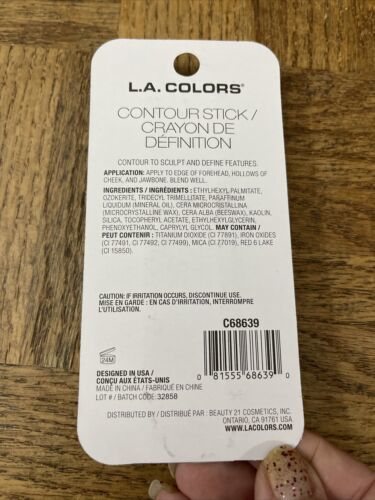 L.A. COLORS®
CONTOUR STICK /
CRAYON DE
DÉFINITION
CONTOUR TO SCULPT AND DEFINE FEATURES.
APPLICATION: APPLY TO EDGE OF FOREHEAD, HOLLOWS OF
CHEEK, AND JAWBONE. BLEND WELL.
INGREDIENTS / INGRÉDIENTS : ETHYLHEXYL PALMITATE,
OZOKERITE, TRIDECYL TRIMELLITATE, PARAFFINUM
LIQUIDUM (MINERAL OIL), CERA MICROCRISTALLINA
(MICROCRYSTALLINE WAX), CERA ALBA (BEESWAX), KAOLIN,
SILICA, TOCOPHERYL ACETATE, ETHYLHEXYLGLYCERIN,
PHENOXYETHANOL, CAPRYLYL GLYCOL. MAY CONTAIN /
PEUT CONTENIR : TITANIUM DIOXIDE (CI 77891), IRON OXIDES
(CI 77491, CI 77492, CI 77499), MICA (CI 77019), RED 6 LAKE
(CI 15850).
CAUTION: IF IRRITATION OCCURS, DISCONTINUE USE.
MISE EN GARDE : EN CAS D'IRRITATION, INTERROMPRE
L'UTILISATION.
C68639
24M
0 81555 68639 0
DESIGNED IN USA /
CONÇU AUX ÉTATS-UNIS
MADE IN CHINA / FABRIQUÉ EN CHINE
LOT # / BATCH CODE: 32858
DISTRIBUTED BY / DISTRIBUÉ PAR : BEAUTY 21 COSMETICS, INC.
ONTARIO, CA 91761 USA
WWW.LACOLORS.COM